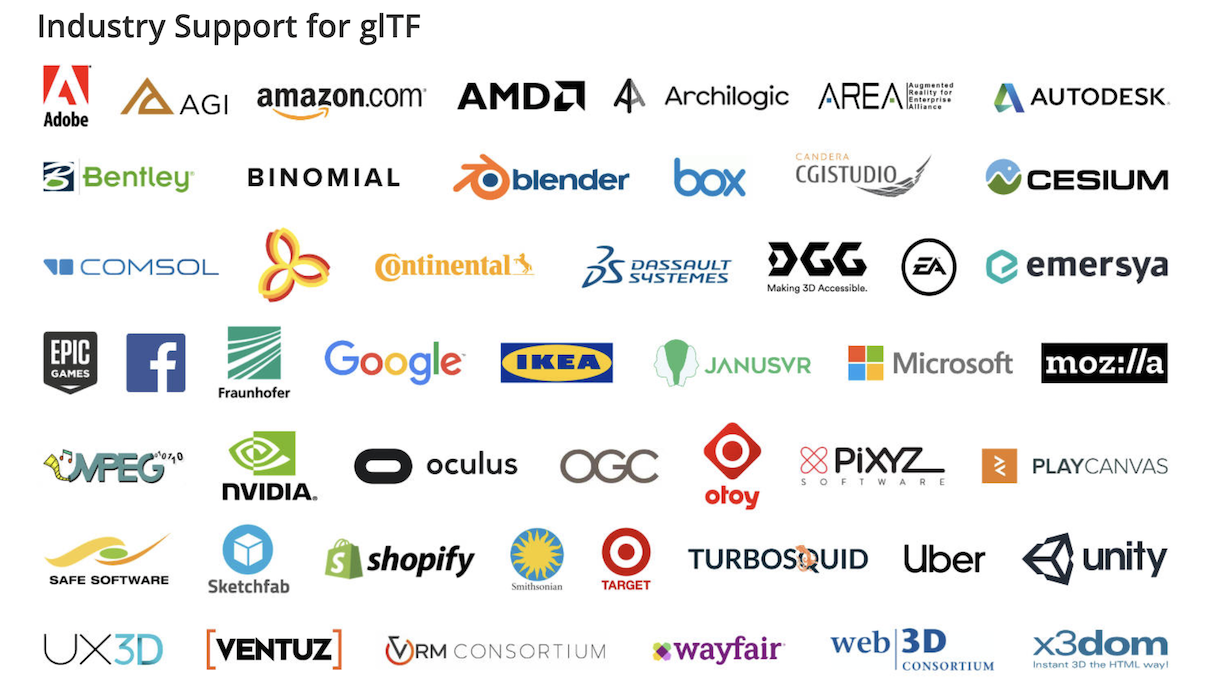 Industry Support for glTF
Adobe
AGI
amazon.com
AMD
Archilogic
AREA
Augmented
Reality for
Enterprise
Alliance
AUTODESK.
Bentley
BINOMIAL
blender
box
CANDERA
CGISTUDIO
CESIUM
COMSOL
Continental
3DS
DASSAULT
SYSTEMES
DGG
Making 3D Accessible.
EA
emersya
EPIC
GAMES
f
Fraunhofer
Google
IKEA
JANUSVR
Microsoft
moz://a
MPEG
NVIDIA.
oculus
OGC
otoy
PiXYZ
SOFTWARE
PLAYCANVAS
SAFE SOFTWARE
Sketchfab
shopify
Smithsonian
TARGET
TURBOSQUID
Uber
unity
UX3D
[VENTUZ]
VRM CONSORTIUM
wayfair
web|3D
CONSORTIUM
x3dom
Instant 3D the HTML way!